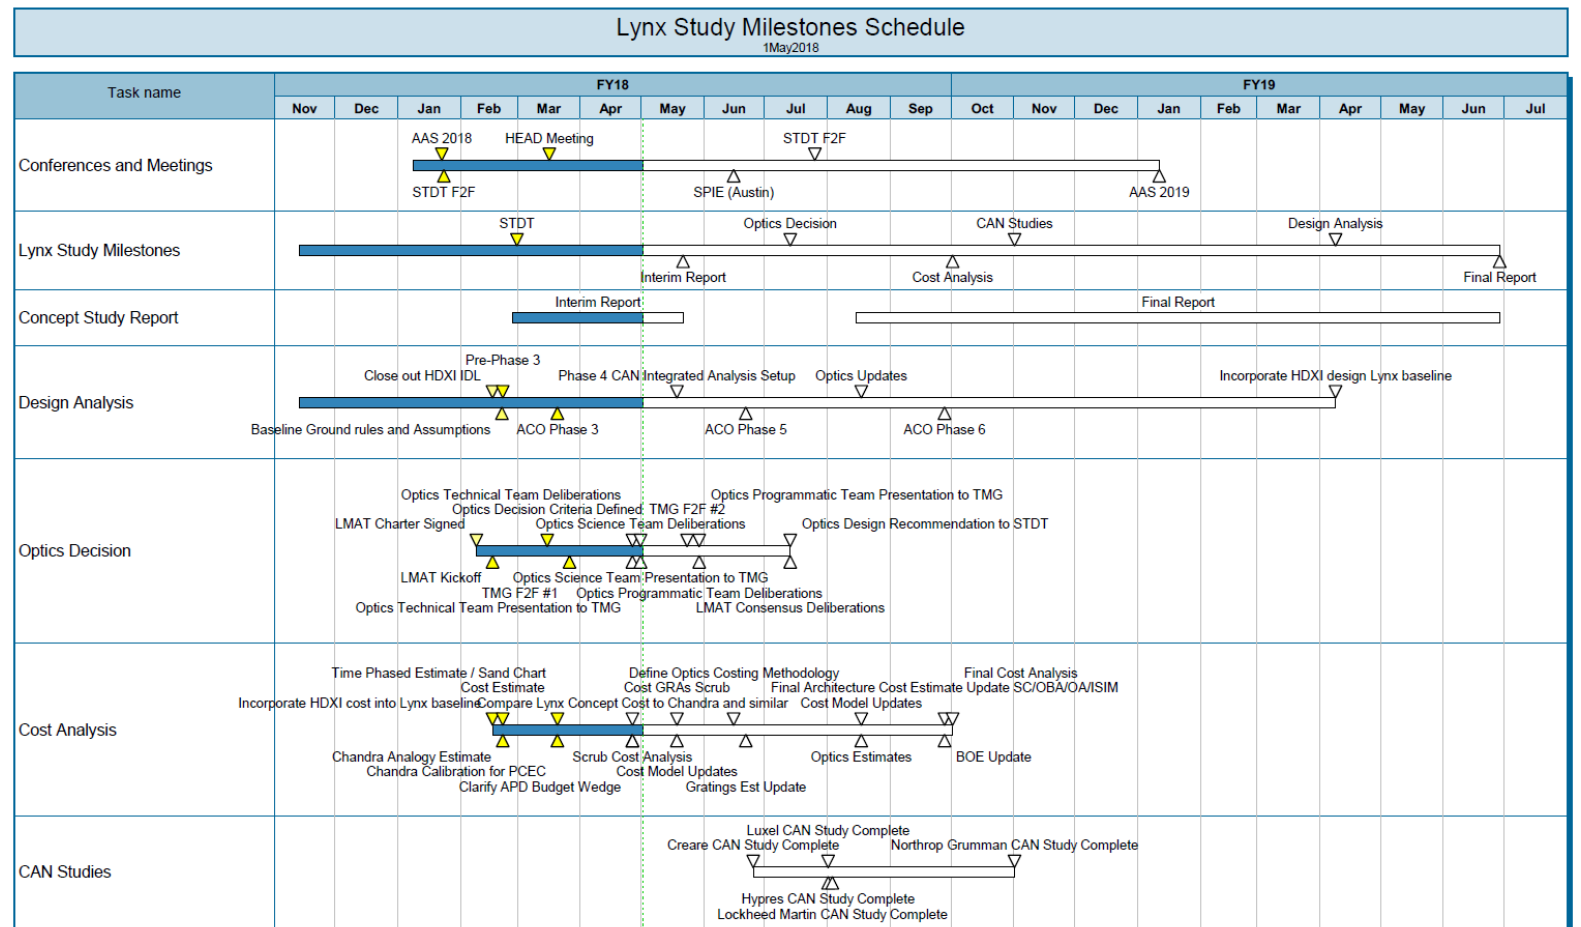 Lynx Study Milestones Schedule
1May2018
Task name
FY18
FY19
Nov Dec Jan Feb Mar Apr May Jun Jul Aug Sep Oct Nov Dec Jan Feb Mar Apr May Jun Jul
AAS 2018 HEAD Meeting STDT F2F
Conferences and Meetings
STDT F2F SPIE (Austin) AAS 2019
STDT Optics Decision CAN Studies Design Analysis
Lynx Study Milestones
Interim Report Cost Analysis Final Report
Interim Report Final Report
Concept Study Report
Pre-Phase 3
Close out HDXI IDL Phase 4 CAN Integrated Analysis Setup Optics Updates Incorporate HDXI design Lynx baseline
Design Analysis
Baseline Ground rules and Assumptions ACO Phase 3 ACO Phase 5 ACO Phase 6
Optics Technical Team Deliberations Optics Programmatic Team Presentation to TMG
Optics Decision Criteria Defined TMG F2F #2
LMAT Charter Signed Optics Science Team Deliberations Optics Design Recommendation to STDT
Optics Decision
LMAT Kickoff Optics Science Team Presentation to TMG
TMG F2F #1 Optics Programmatic Team Deliberations
Optics Technical Team Presentation to TMG LMAT Consensus Deliberations
Time Phased Estimate / Sand Chart Define Optics Costing Methodology Final Cost Analysis
Cost Estimate Cost GRAs Scrub Final Architecture Cost Estimate Update SC/OBA/OA/ISIM
Incorporate HDXI cost into Lynx baseline Compare Lynx Concept Cost to Chandra and similar Cost Model Updates
Cost Analysis
Chandra Analogy Estimate Scrub Cost Analysis Optics Estimates BOE Update
Chandra Calibration for PCEC Cost Model Updates
Clarify APD Budget Wedge Gratings Est Update
Luxel CAN Study Complete
Creare CAN Study Complete Northrop Grumman CAN Study Complete
CAN Studies
Hypres CAN Study Complete
Lockheed Martin CAN Study Complete